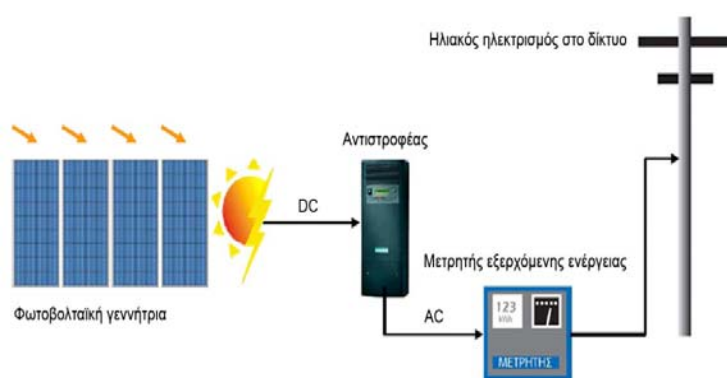 Ηλιακός ηλεκτρισμός στο δίκτυο
Αντιστροφέας
DC
Μετρητής εξερχόμενης ενέργειας
Φωτοβολταϊκή γεννήτρια
AC
123
kWh
ΜΕΤΡΗΤΗΣ